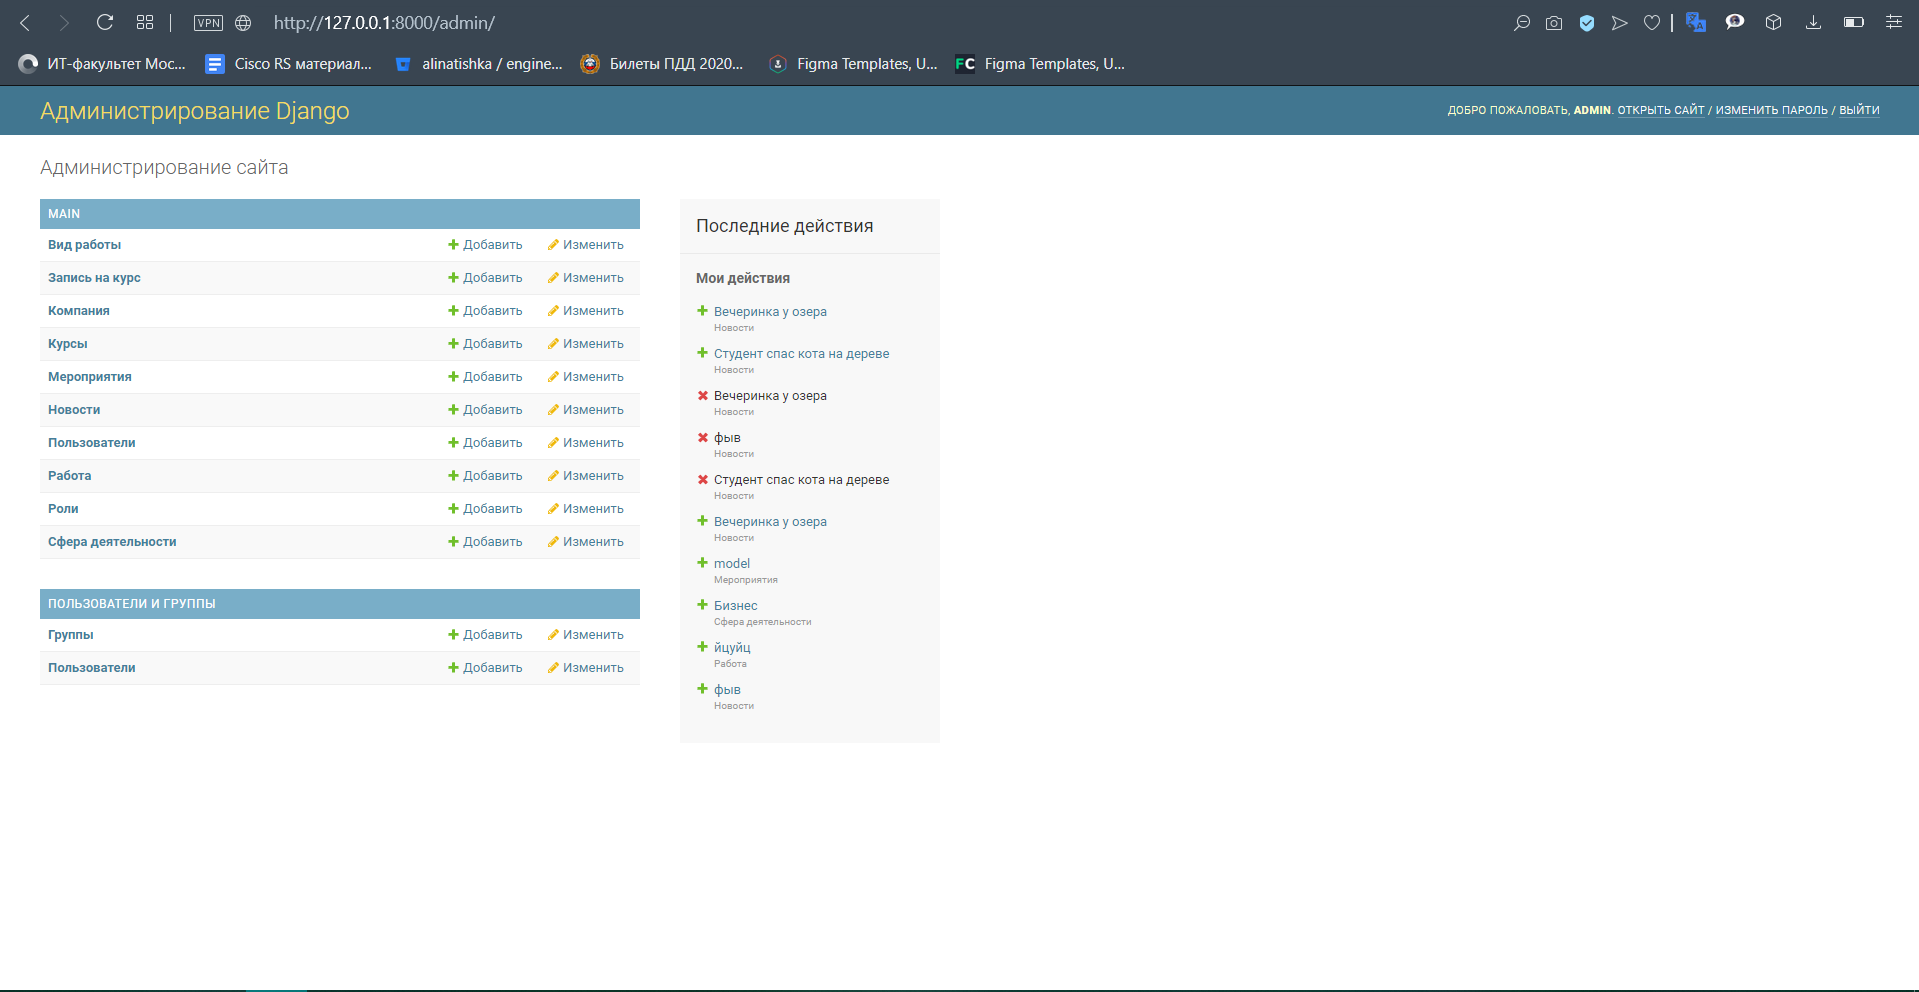 VPN http://127.0.0.1:8000/admin/
ИТ-факультет Мос... Cisco RS материал... alinatishka / engine... Билеты ПДД 2020... Figma Templates, U... FC Figma Templates, U...
Администрирование Django ДОБРО ПОЖАЛОВАТЬ, ADMIN. ОТКРЫТЬ САЙТ / ИЗМЕНИТЬ ПАРОЛЬ / ВЫЙТИ
Администрирование сайта
MAIN
Вид работы Добавить Изменить
Запись на курс Добавить Изменить
Компания Добавить Изменить
Курсы Добавить Изменить
Мероприятия Добавить Изменить
Новости Добавить Изменить
Пользователи Добавить Изменить
Работа Добавить Изменить
Роли Добавить Изменить
Сфера деятельности Добавить Изменить
ПОЛЬЗОВАТЕЛИ И ГРУППЫ
Группы Добавить Изменить
Пользователи Добавить Изменить
Последние действия
Мои действия
Вечеринка у озера
Новости
Студент спас кота на дереве
Новости
Вечеринка у озера
Новости
фыв
Новости
Студент спас кота на дереве
Новости
Вечеринка у озера
Новости
model
Мероприятия
Бизнес
Сфера деятельности
йцуйц
Работа
фыв
Новости